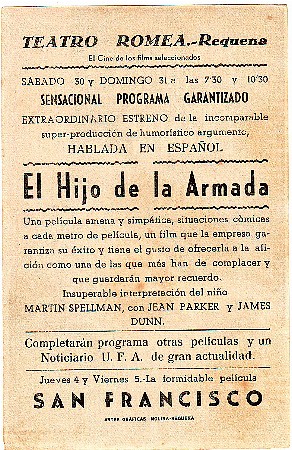 TEATRO ROMEA.-Requena
El Cine de los films seleccionados
SABADO 30 y DOMINGO 31 a las 7'30 y 10'30
SENSACIONAL PROGRAMA GARANTIZADO
EXTRAORDINARIO ESTRENO de la incomparable
super-producción de humorístico argumento,
HABLADA EN ESPAÑOL
El Hijo de la Armada
Una película amena y simpática, situaciones cómicas
a cada metro de película, un film que la empresa ga-
rantiza su éxito y tiene el gusto de ofrecerla a la afi-
ción como una de las que más han de complacer y
que guardarán mayor recuerdo.
Insuperable interpretación del niño
MARTIN SPELLMAN, con JEAN PARKER y JAMES
DUNN.
Completarán programa otras películas y un
Noticiario U. F. A. de gran actualidad.
Jueves 4 y Viernes 5.-La formidable película
SAN FRANCISCO
ARTES GRÁFICAS MOLINA-REQUENA